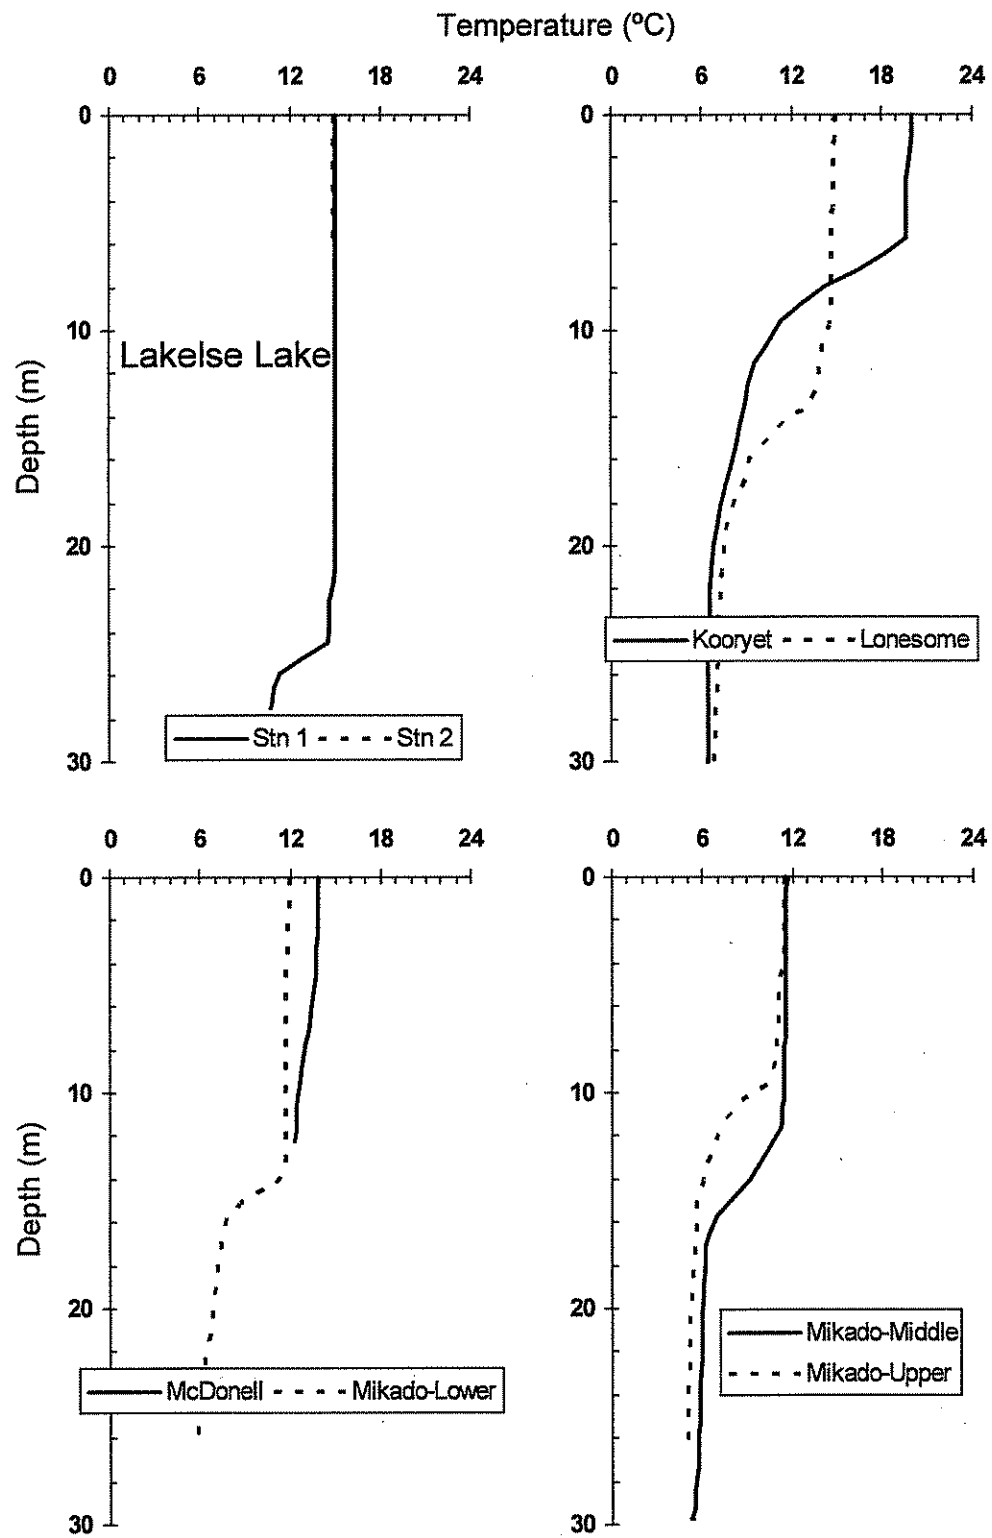 Temperature (ºC)
0 6 12 18 24
0 6 12 18 24
0
10
20
30
Depth (m)
Lakelse Lake
Stn 1 Stn 2
0
10
20
30
Kooryet Lonesome
0 6 12 18 24
0 6 12 18 24
0
10
20
30
Depth (m)
McDonell Mikado-Lower
0
10
20
30
Mikado-Middle
Mikado-Upper